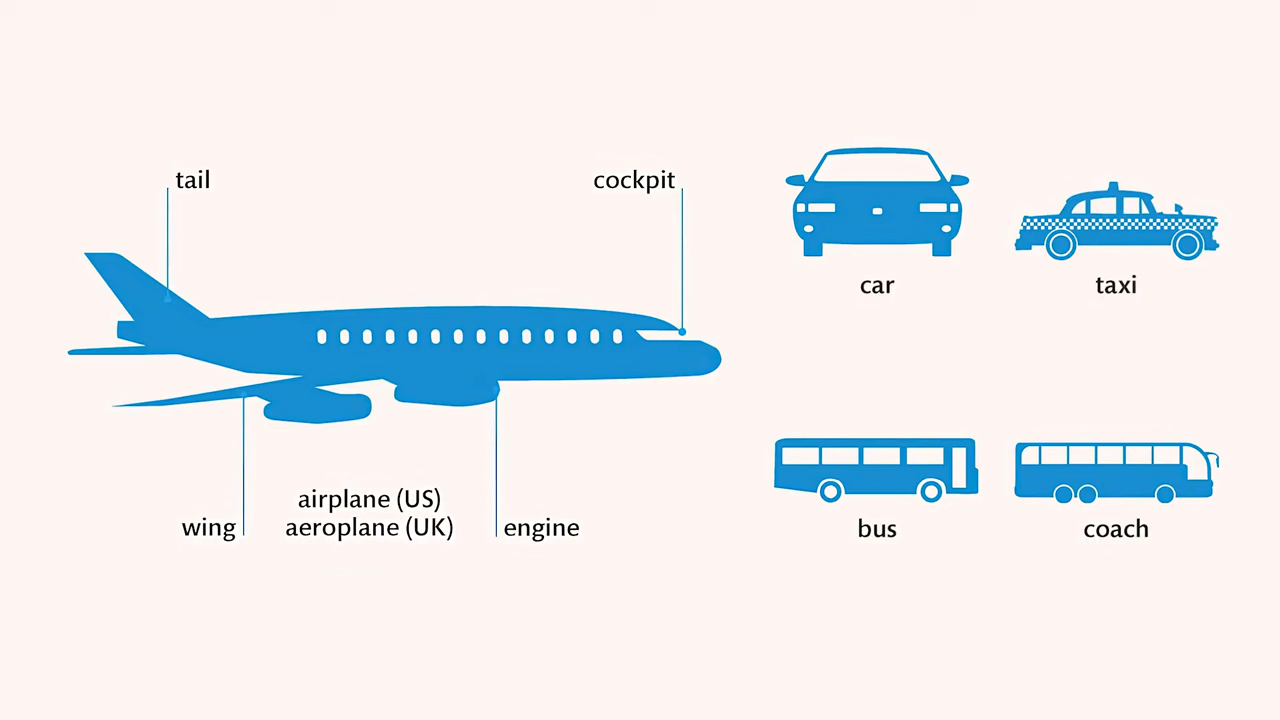 tail
cockpit
wing
airplane (US)
aeroplane (UK)
engine
car
taxi
bus
coach